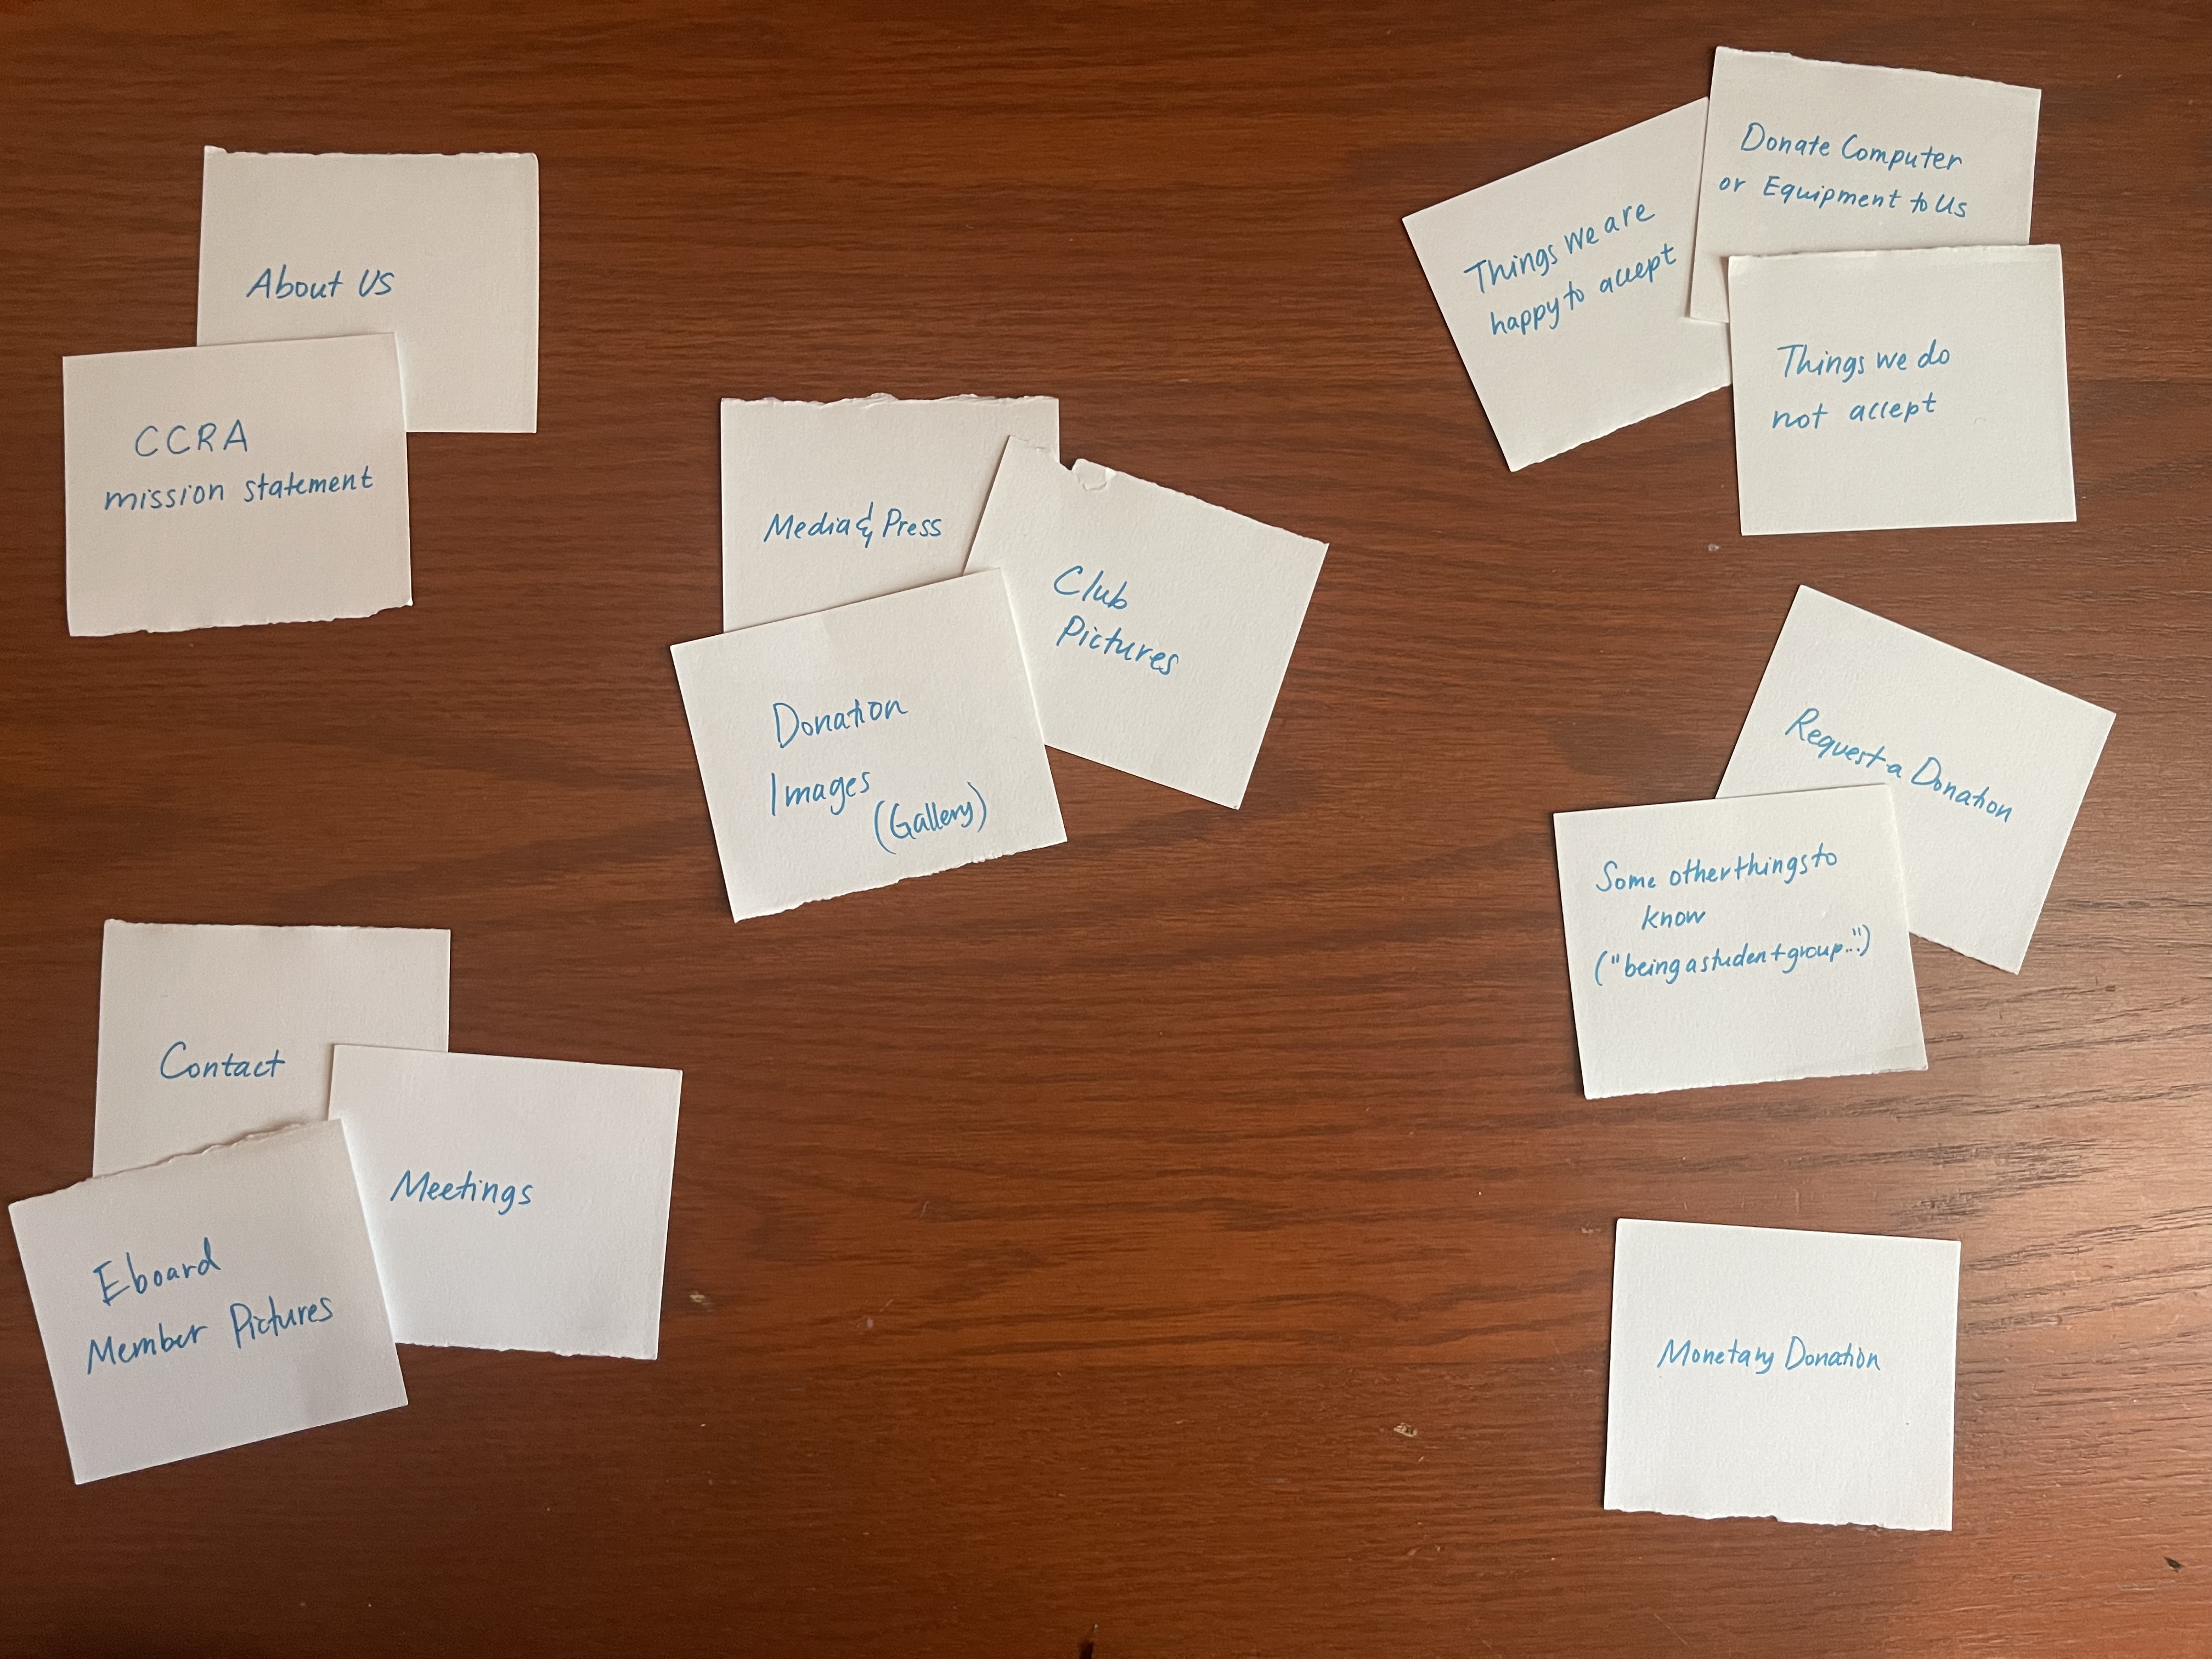 About Us
CCRA
mission statement
Media & Press
Club
Pictures
Donation
Images
(Gallery)
Donate Computer
or Equipment to Us
Things we are
happy to accept
Things we do
not accept
Request a Donation
Some other things to
know
("being a student group...")
Contact
Meetings
Eboard
Member Pictures
Monetary Donation